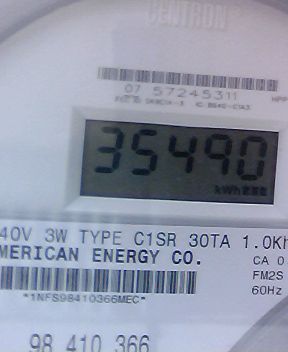 CENTRON
07 57245311
35490
kWh
40V 3W TYPE C1SR 30TA 1.0Kh
MERICAN ENERGY CO.
CA 0
FM2S
60Hz
*1NFS98410366MEC*
98 410 366